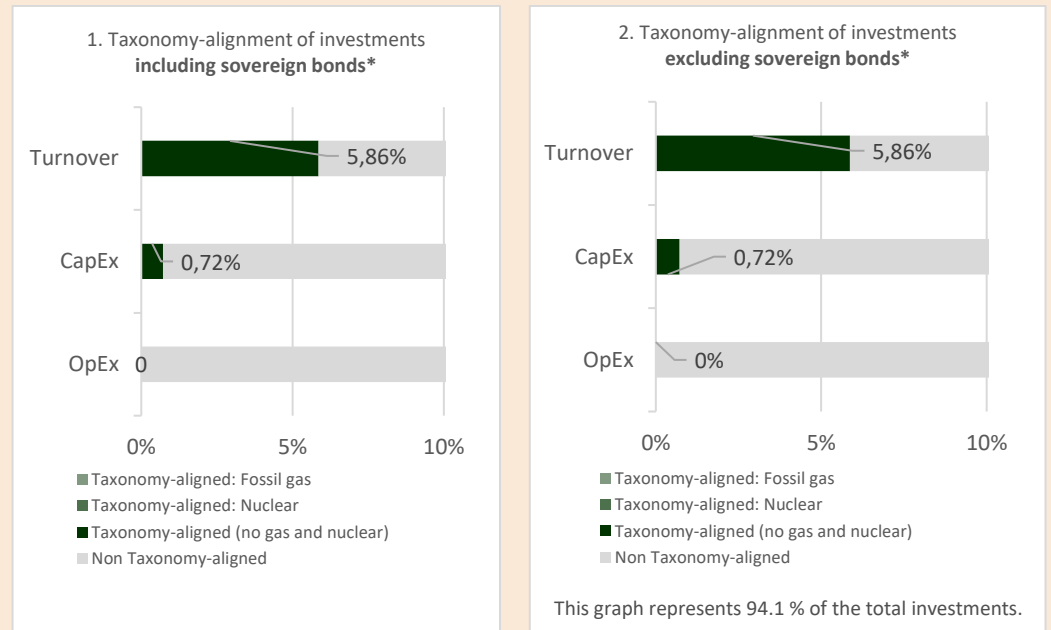 1. Taxonomy-alignment of investments
including sovereign bonds*
Turnover
5,86%
CapEx
0,72%
OpEx
0
0%
5%
10%
Taxonomy-aligned: Fossil gas
Taxonomy-aligned: Nuclear
Taxonomy-aligned (no gas and nuclear)
Non Taxonomy-aligned
2. Taxonomy-alignment of investments
excluding sovereign bonds*
Turnover
5,86%
CapEx
0,72%
OpEx
0%
0%
5%
10%
Taxonomy-aligned: Fossil gas
Taxonomy-aligned: Nuclear
Taxonomy-aligned (no gas and nuclear)
Non Taxonomy-aligned
This graph represents 94.1 % of the total investments.